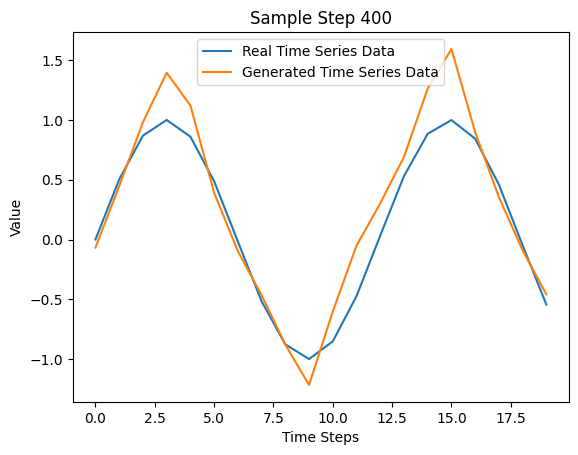 Sample Step 400
Real Time Series Data
Generated Time Series Data
Value
1.5
1.0
0.5
0.0
−0.5
−1.0
0.0 2.5 5.0 7.5 10.0 12.5 15.0 17.5
Time Steps